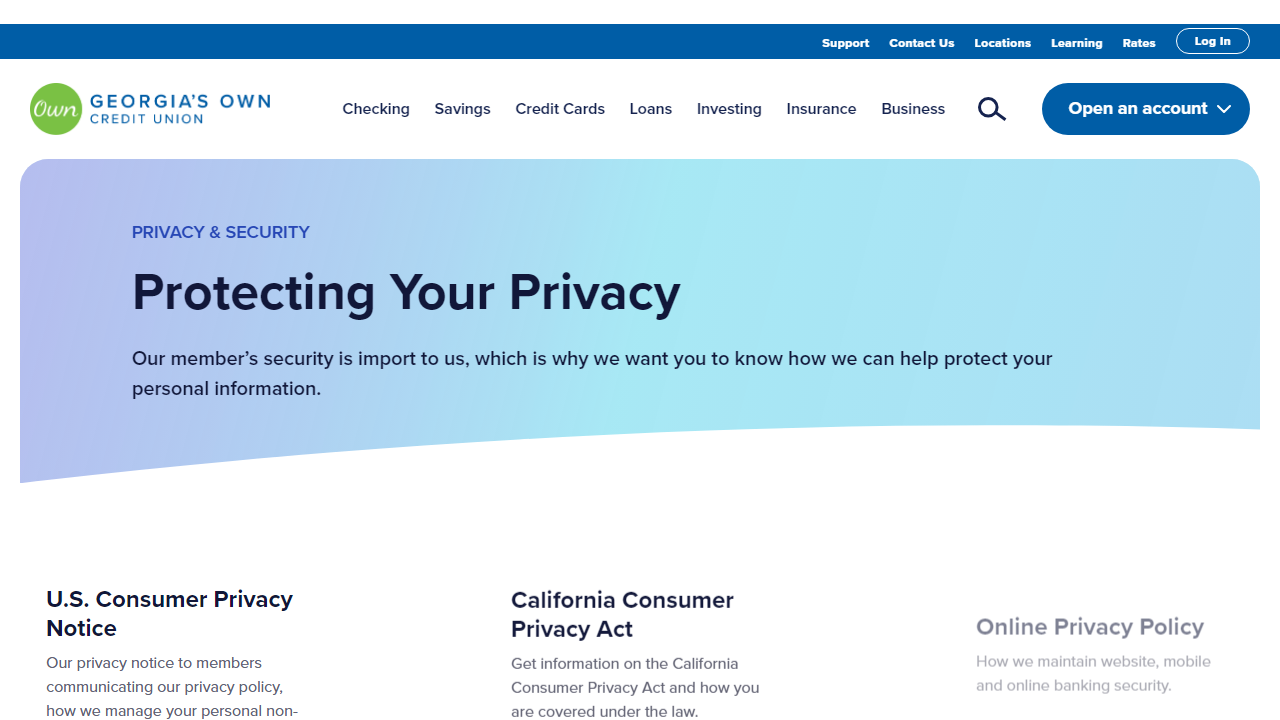 Support Contact Us Locations Learning Rates Log In
Own GEORGIA'S OWN
CREDIT UNION
Checking Savings Credit Cards Loans Investing Insurance Business Open an account
PRIVACY & SECURITY
Protecting Your Privacy
Our member's security is import to us, which is why we want you to know how we can help protect your
personal information.
U.S. Consumer Privacy
Notice
Our privacy notice to members
communicating our privacy policy,
how we manage your personal non-
California Consumer
Privacy Act
Get information on the California
Consumer Privacy Act and how you
are covered under the law.
Online Privacy Policy
How we maintain website, mobile
and online banking security.